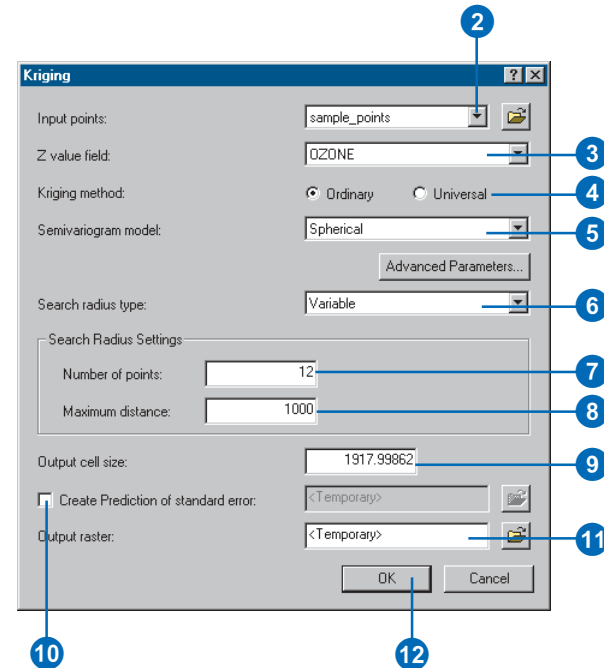 2
Kriging ? ×
Input points: sample_points
Z value field: OZONE 3
Kriging method: Ordinary Universal 4
Semivariogram model: Spherical 5
Advanced Parameters...
Search radius type: Variable 6
Search Radius Settings
Number of points: 12 7
Maximum distance: 1000 8
Output cell size: 1917.99862 9
Create Prediction of standard error: <Temporary>
Output raster: <Temporary> 11
OK Cancel
10 12